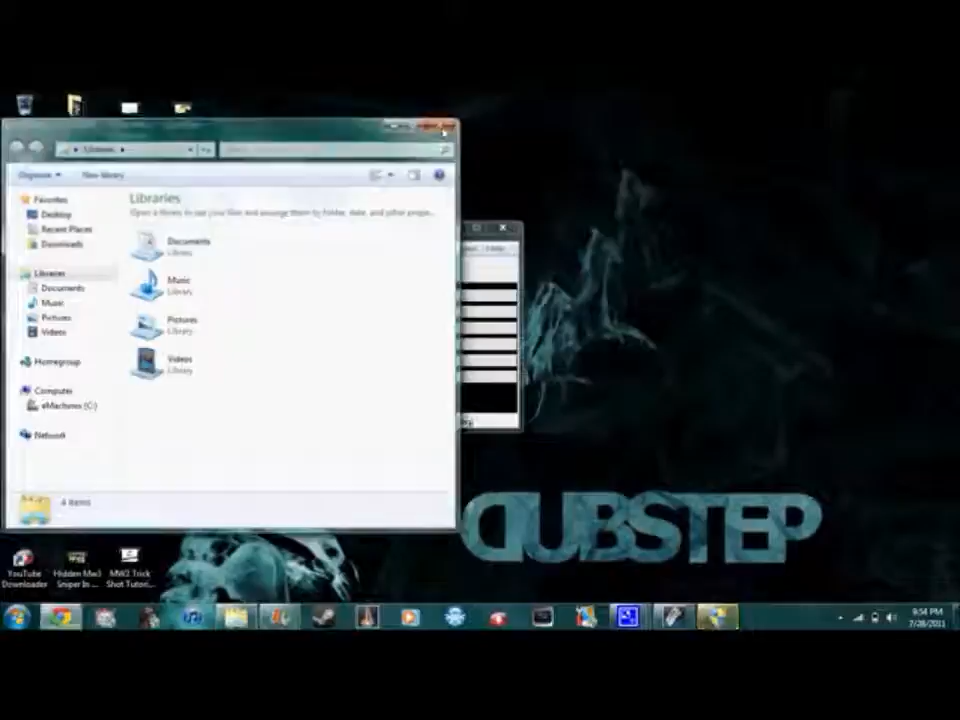 Libraries
Organize
New library
Favorites
Desktop
Recent Places
Downloads
Libraries
Documents
Music
Pictures
Videos
Homegroup
Computer
eMachines (C:)
Network
Libraries
Open a library to see your files and arrange them by folder, date, and other prope...
Documents
Library
Music
Library
Pictures
Library
Videos
Library
4 items
DUBSTEP
YouTube
Downloader
Hidden Mw3
Sniper In ...
MW2 Trick
Shot Tutori...
9:54 PM
7/28/2011